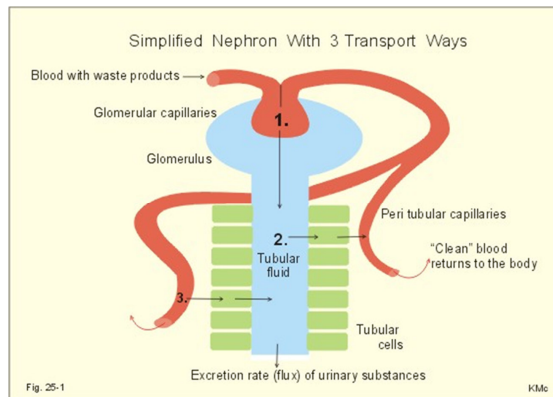 Simplified Nephron With 3 Transport Ways
Blood with waste products
Glomerular capillaries
1.
Glomerulus
Peri tubular capillaries
2.
Tubular
fluid
"Clean" blood
returns to the body
3.
Tubular
cells
Excretion rate (flux) of urinary substances
Fig. 25-1
KMc